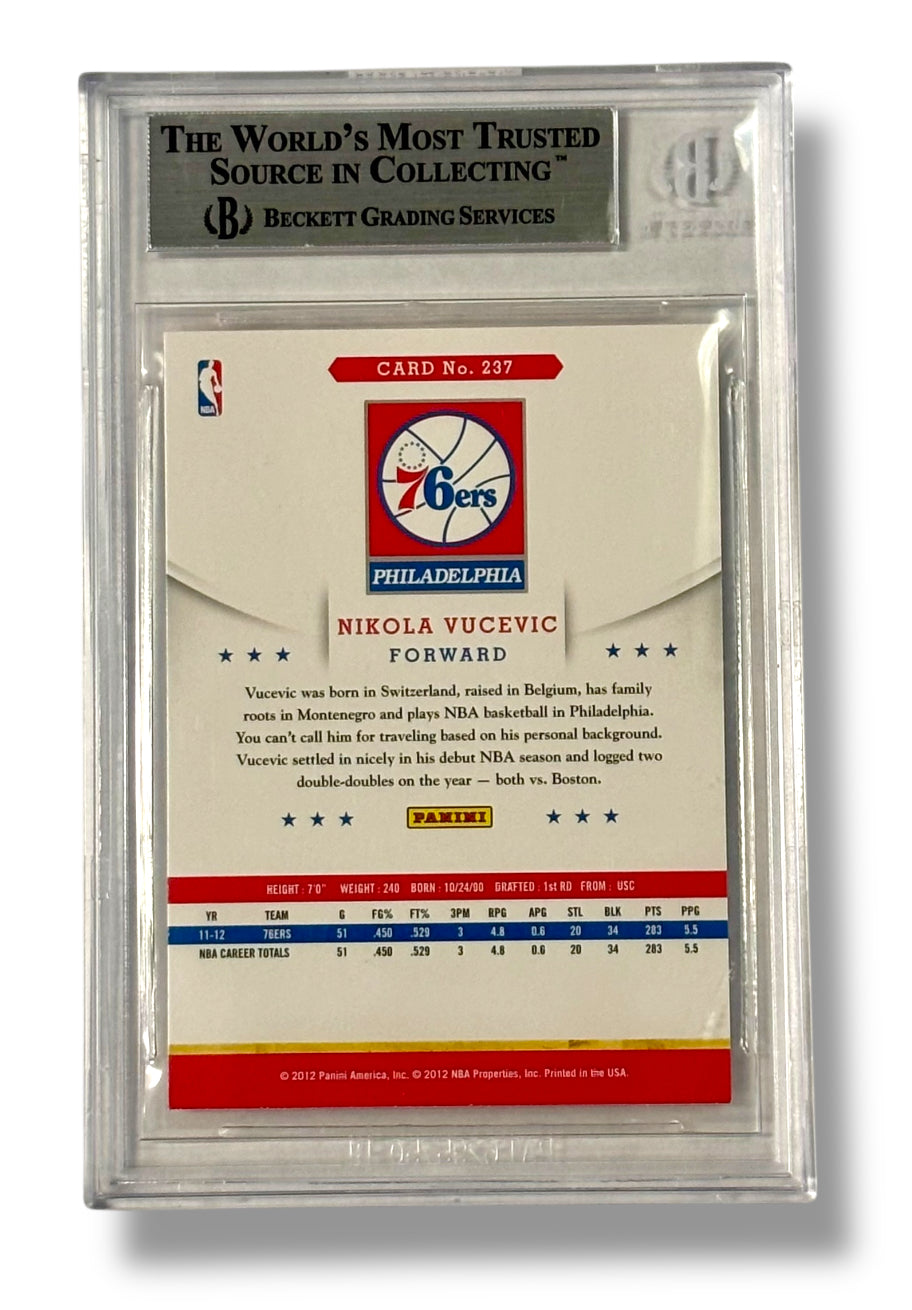 THE WORLD'S MOST TRUSTED
SOURCE IN COLLECTING™
B BECKETT GRADING SERVICES
B
NBA
CARD No. 237
76ers
PHILADELPHIA
NIKOLA VUCEVIC
FORWARD
Vucevic was born in Switzerland, raised in Belgium, has family
roots in Montenegro and plays NBA basketball in Philadelphia.
You can't call him for traveling based on his personal background.
Vucevic settled in nicely in his debut NBA season and logged two
double-doubles on the year — both vs. Boston.
PANINI
HEIGHT : 7'0" WEIGHT : 240 BORN : 10/24/90 DRAFTED : 1st RD FROM : USC
YR TEAM G FG% FT% 3PM RPG APG STL BLK PTS PPG
11-12 76ERS 51 .450 .529 3 4.8 0.6 20 34 283 5.5
NBA CAREER TOTALS 51 .450 .529 3 4.8 0.6 20 34 283 5.5
© 2012 Panini America, Inc. © 2012 NBA Properties, Inc. Printed in the USA.